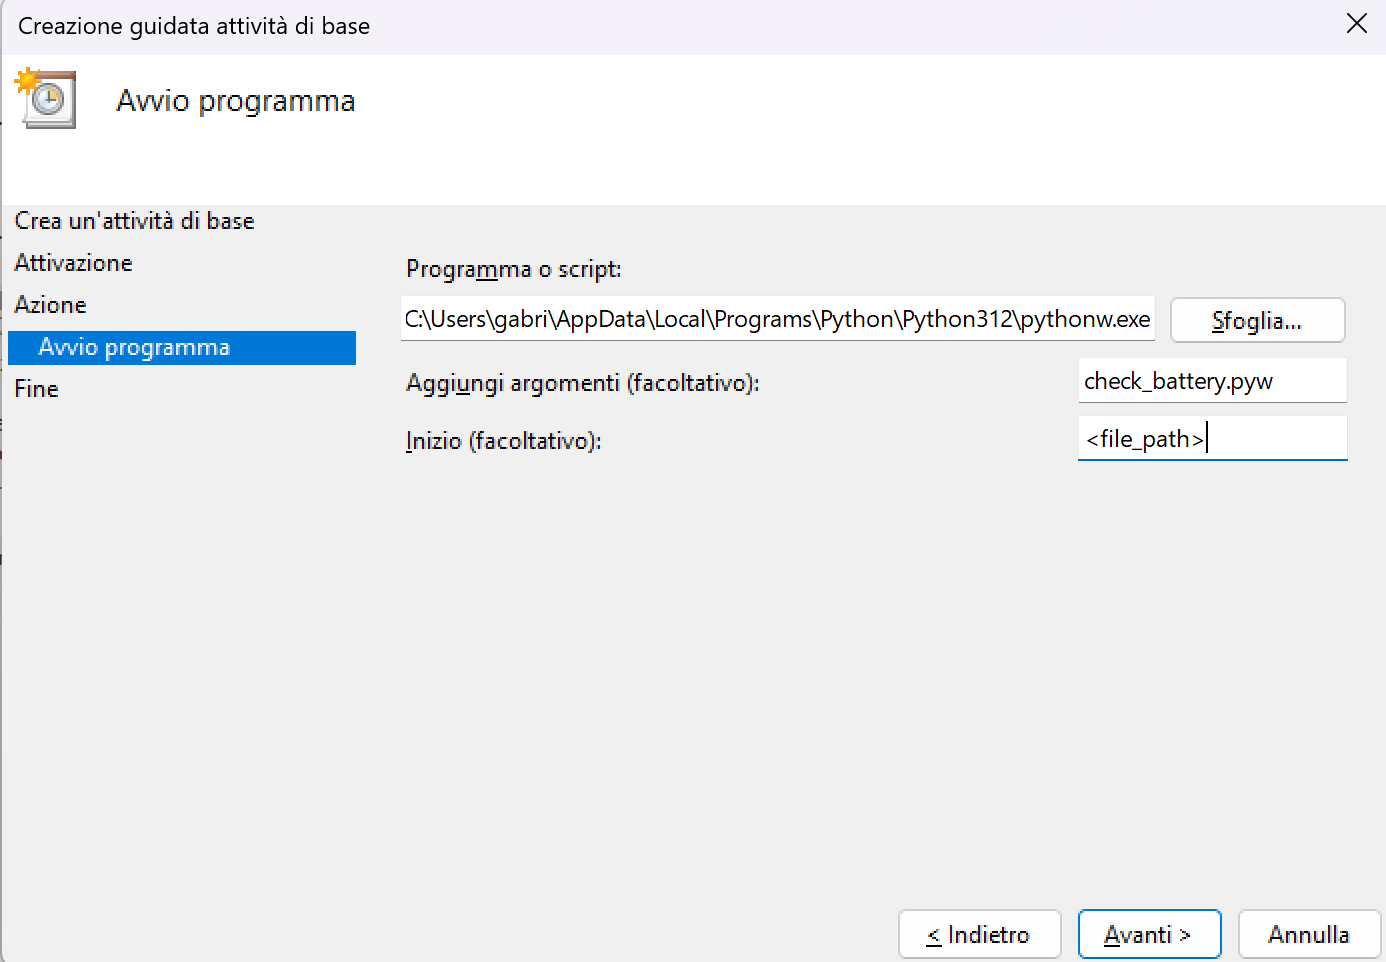 Creazione guidata attività di base
Avvio programma
Crea un'attività di base
Attivazione
Azione
Avvio programma
Fine
Programma o script:
C:\Users\gabri\AppData\Local\Programs\Python\Python312\pythonw.exe
Sfoglia...
Aggiungi argomenti (facoltativo):
check_battery.pyw
Inizio (facoltativo):
<file_path>
< Indietro
Avanti >
Annulla